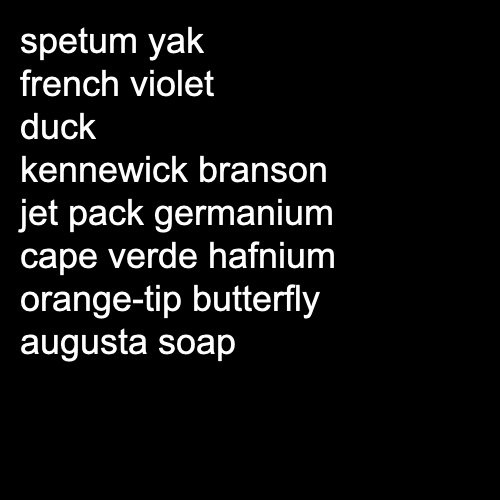 spetum yak
french violet
duck
kennewick branson
jet pack germanium
cape verde hafnium
orange-tip butterfly
augusta soap